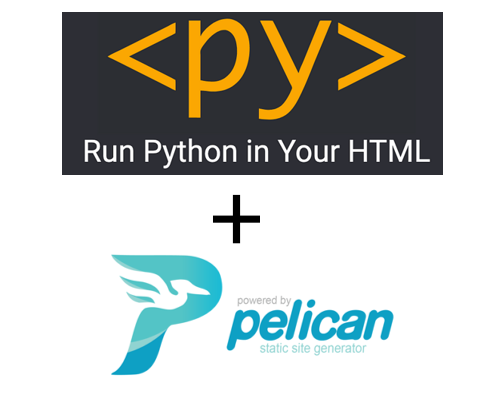 <py>
Run Python in Your HTML
+
powered by
pelican
static site generator